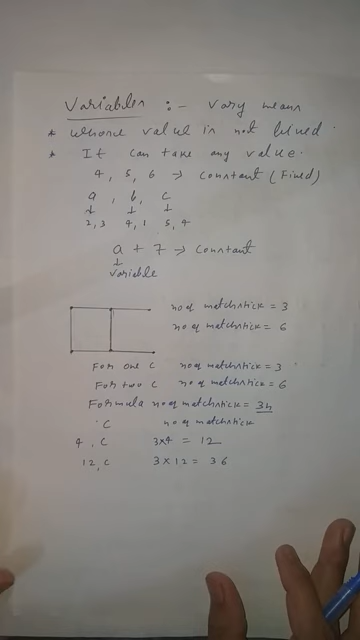 Variables :- Vary means
* Whose value is not fixed.
* It can take any value.
4, 5, 6 → Constant (Fixed)
a, b, c
↓ ↓ ↓
2,3 4,1 5,4
a + 7 → Constant
↓
Variable
no of matchstick = 3
no of matchstick = 6
For one C no of matchstick = 3
For two C no of matchstick = 6
Formula no of matchstick = 3n
C no of matchstick
4, C 3x4 = 12
12, C 3 x 12 = 36